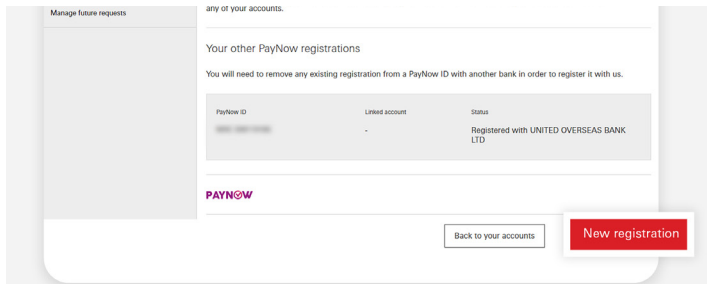 Manage future requests
any of your accounts.
Your other PayNow registrations
You will need to remove any existing registration from a PayNow ID with another bank in order to register it with us.
PayNow ID
Linked account
Status
-
Registered with UNITED OVERSEAS BANK
LTD
PAYNOW
Back to your accounts
New registration